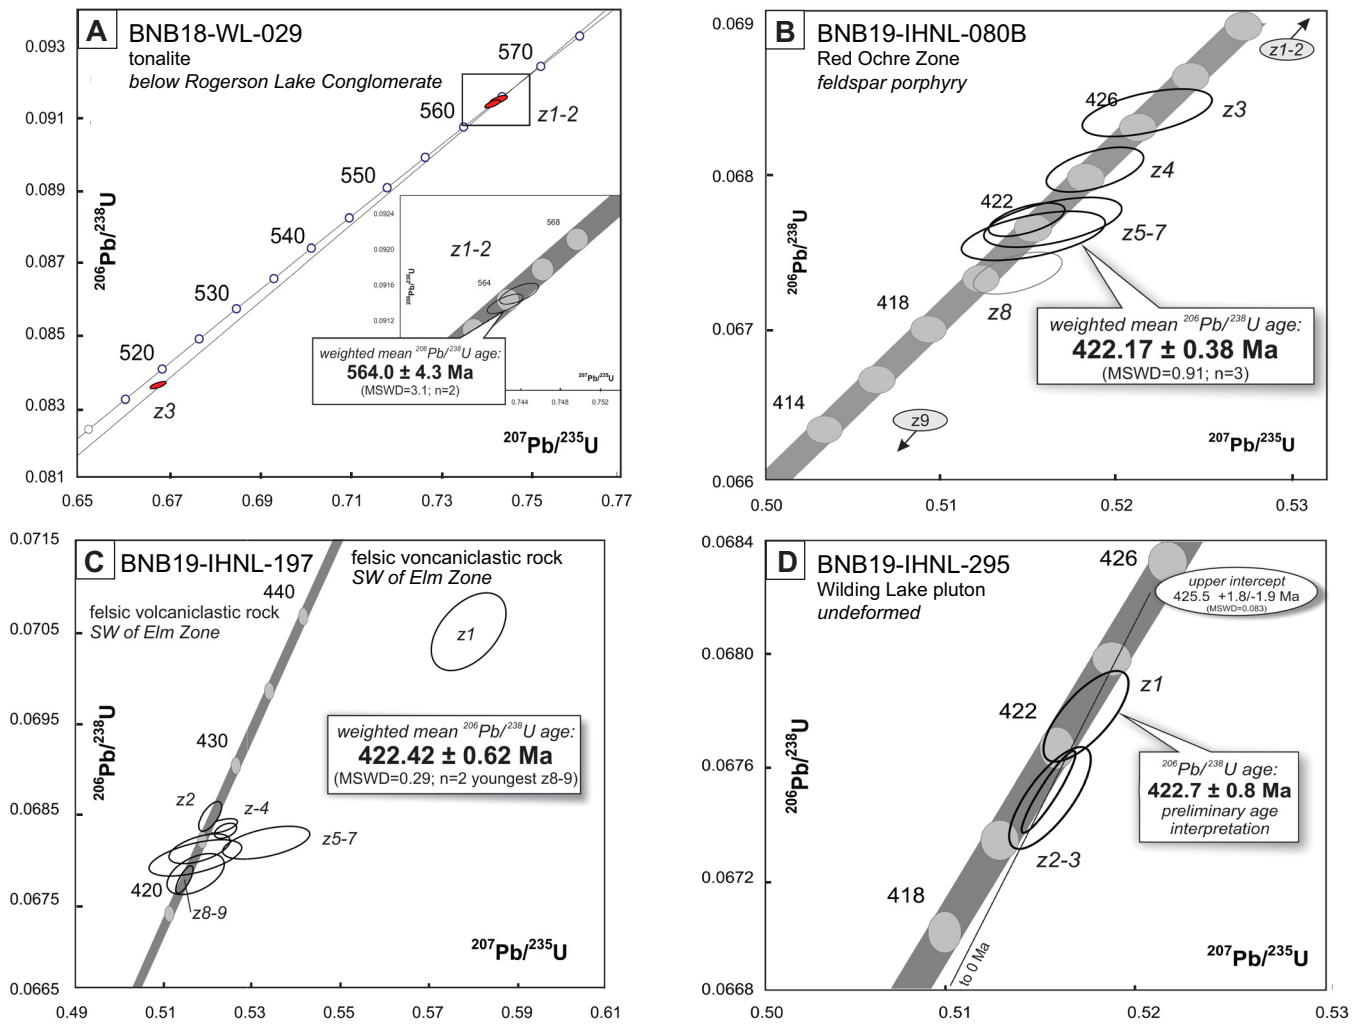 A
BNB18-WL-029
tonalite
below Rogerson Lake Conglomerate
0.093
0.091
0.089
0.087
0.085
0.083
0.081
206Pb/238U
570
560
z1-2
550
540
530
520
z3
0.0924
0.0920
0.0916
0.0912
206Pb/238U
568
z1-2
564
weighted mean 206Pb/238U age:
564.0 ± 4.3 Ma
(MSWD=3.1; n=2)
207Pb/235U
0.744
0.748
0.752
207Pb/235U
0.65
0.67
0.69
0.71
0.73
0.75
0.77
B
BNB19-IHNL-080B
Red Ochre Zone
feldspar porphyry
0.069
0.068
0.067
0.066
206Pb/238U
z1-2
426
z3
z4
422
z5-7
z8
418
weighted mean 206Pb/238U age:
422.17 ± 0.38 Ma
(MSWD=0.91; n=3)
414
z9
207Pb/235U
0.50
0.51
0.52
0.53
C
BNB19-IHNL-197
felsic voncaniclastic rock
SW of Elm Zone
felsic volcaniclastic rock
SW of Elm Zone
0.0715
0.0705
0.0695
0.0685
0.0675
0.0665
206Pb/238U
440
z1
430
weighted mean 206Pb/238U age:
422.42 ± 0.62 Ma
(MSWD=0.29; n=2 youngest z8-9)
z2
z-4
z5-7
420
z8-9
207Pb/235U
0.49
0.51
0.53
0.55
0.57
0.59
0.61
D
BNB19-IHNL-295
Wilding Lake pluton
undeformed
0.0684
0.0680
0.0676
0.0672
0.0668
206Pb/238U
426
upper intercept
425.5 +1.8/-1.9 Ma
(MSWD=0.083)
z1
422
206Pb/238U age:
422.7 ± 0.8 Ma
preliminary age
interpretation
z2-3
418
to 0 Ma
207Pb/235U
0.50
0.51
0.52
0.53